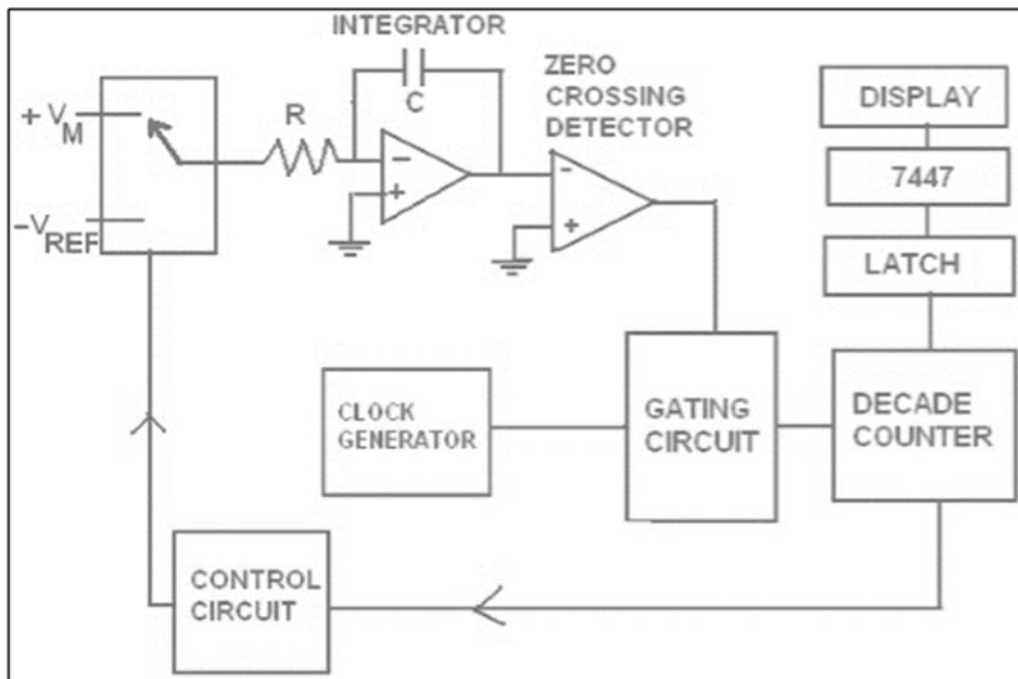 INTEGRATOR
C
ZERO
CROSSING
DETECTOR
+ V
M
R
−V
REF
−
+
-
+
DISPLAY
7447
LATCH
CLOCK
GENERATOR
GATING
CIRCUIT
DECADE
COUNTER
CONTROL
CIRCUIT